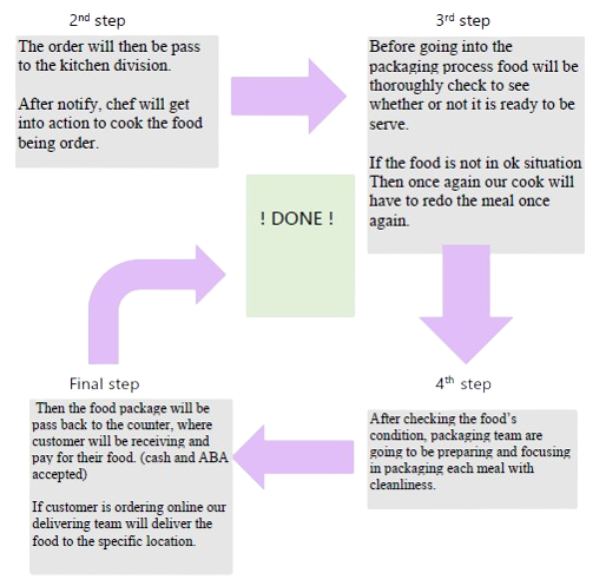 2nd step
The order will then be pass
to the kitchen division.
After notify, chef will get
into action to cook the food
being order.
3rd step
Before going into the
packaging process food will be
thoroughly check to see
whether or not it is ready to be
serve.
If the food is not in ok situation
Then once again our cook will
have to redo the meal once
again.
! DONE !
4th step
After checking the food's
condition, packaging team are
going to be preparing and focusing
in packaging each meal with
cleanliness.
Final step
Then the food package will be
pass back to the counter, where
customer will be receiving and
pay for their food. (cash and ABA
accepted)
If customer is ordering online our
delivering team will deliver the
food to the specific location.